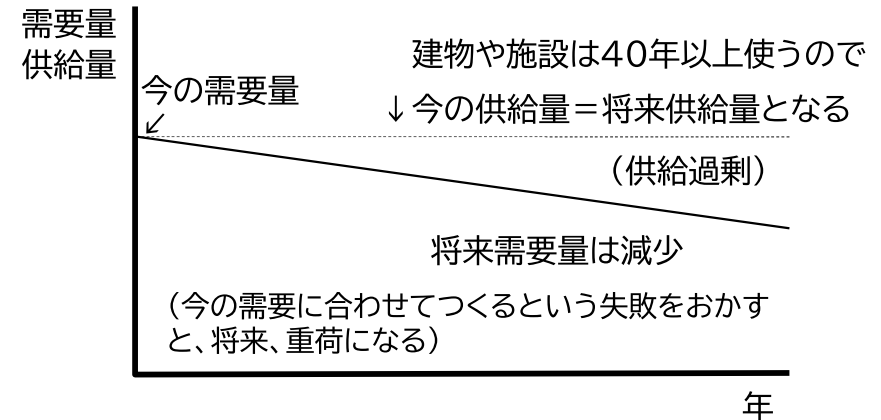 需要量
供給量
建物や施設は40年以上使うので
今の需要量
↓今の供給量＝将来供給量となる
↙
（供給過剰）
将来需要量は減少
（今の需要に合わせてつくるという失敗をおかす
と、将来、重荷になる）
年